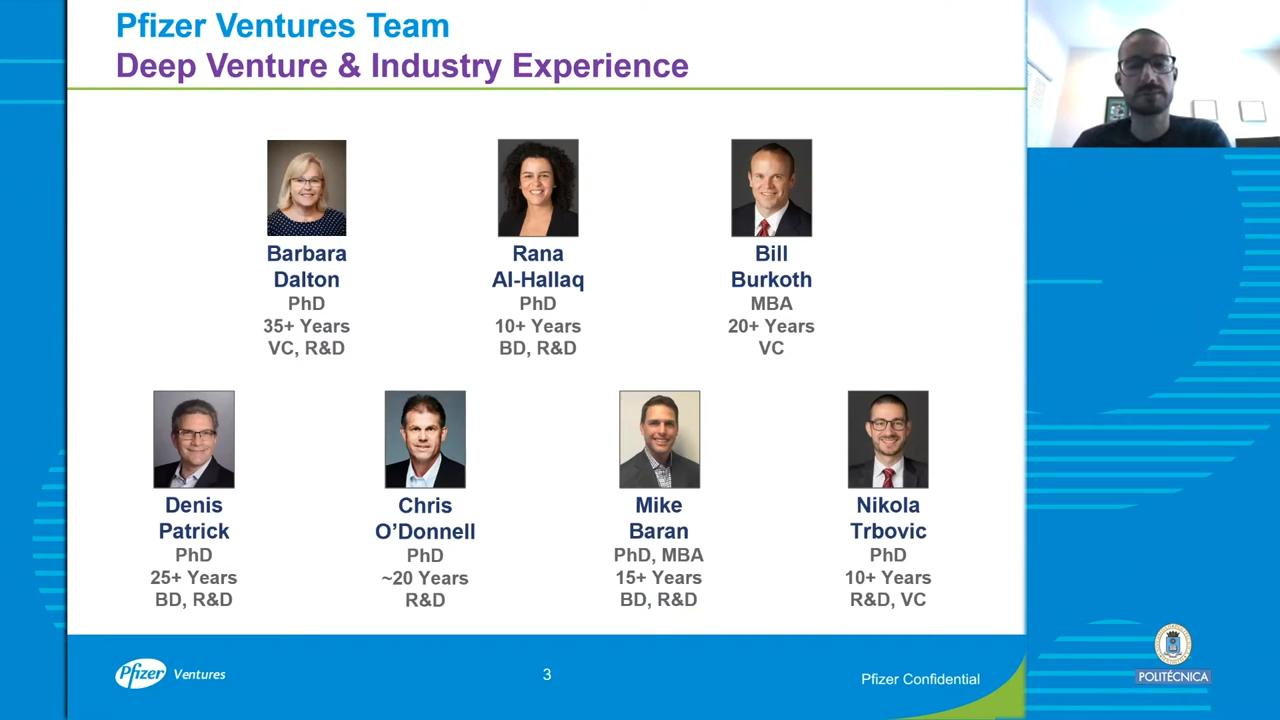 Pfizer Ventures Team
Deep Venture & Industry Experience
Barbara
Dalton
PhD
35+ Years
VC, R&D
Rana
Al-Hallaq
PhD
10+ Years
BD, R&D
Bill
Burkoth
MBA
20+ Years
VC
Denis
Patrick
PhD
25+ Years
BD, R&D
Chris
O’Donnell
PhD
~20 Years
R&D
Mike
Baran
PhD, MBA
15+ Years
BD, R&D
Nikola
Trbovic
PhD
10+ Years
R&D, VC
Pfizer Ventures
3
Pfizer Confidential
POLITÉCNICA